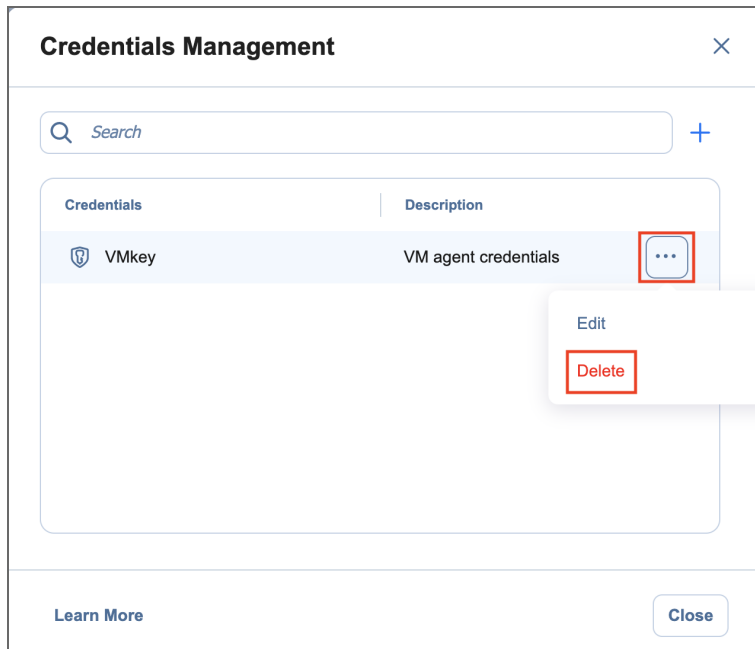 Credentials Management
Search
Credentials Description
VMkey VM agent credentials
Edit
Delete
Learn More Close